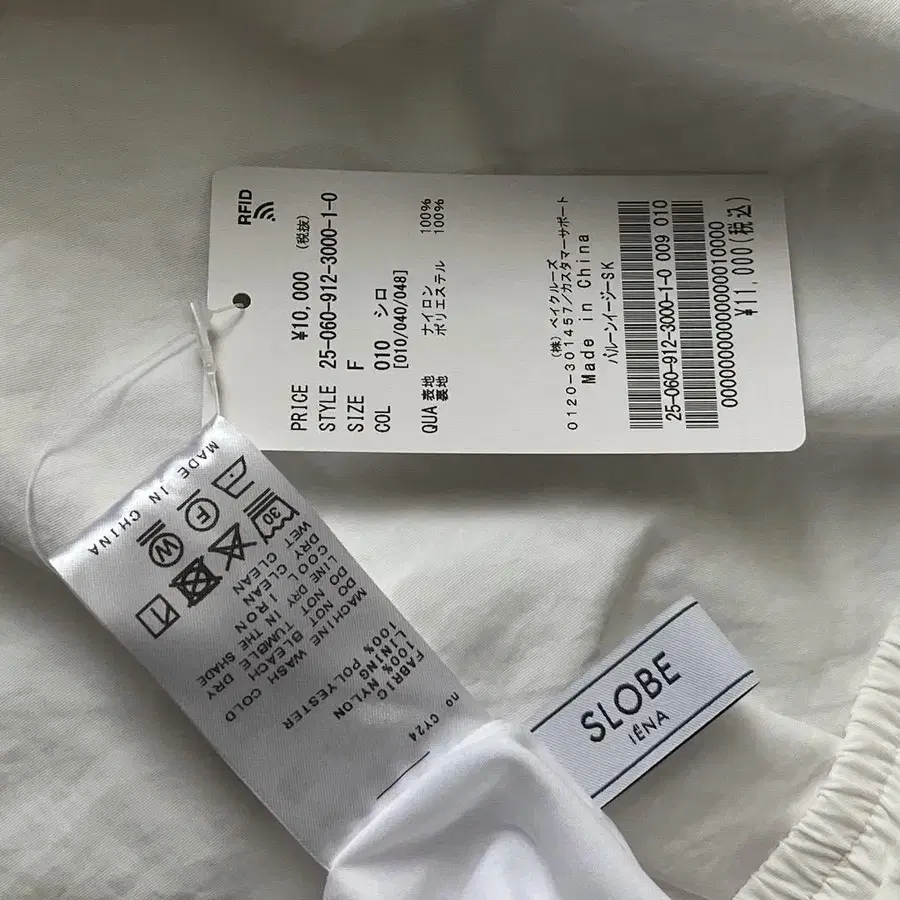 RFID
PRICE ¥10,000 (税抜)
STYLE 25-060-912-3000-1-0
SIZE F
COL 010 シロ
[010/040/048]
QUA 表地 ナイロン 100%
裏地 ポリエステル 100%
(株)ベイクルーズ
0120-301457/カスタマーサポート
Made in China
バルーンイージーSK
25-060-912-3000-1-0 009 010
0000000000000000010000
¥11,000(税込)
no CY24
FABRIC
100% NYLON
LINING
100% POLYESTER
MACHINE WASH COLD
DO NOT BLEACH
DO NOT TUMBLE DRY
LINE DRY IN THE SHADE
COOL IRON
DRY CLEAN
WET CLEAN
30
F
W
MADE IN CHINA
SLOBE
IÉNA